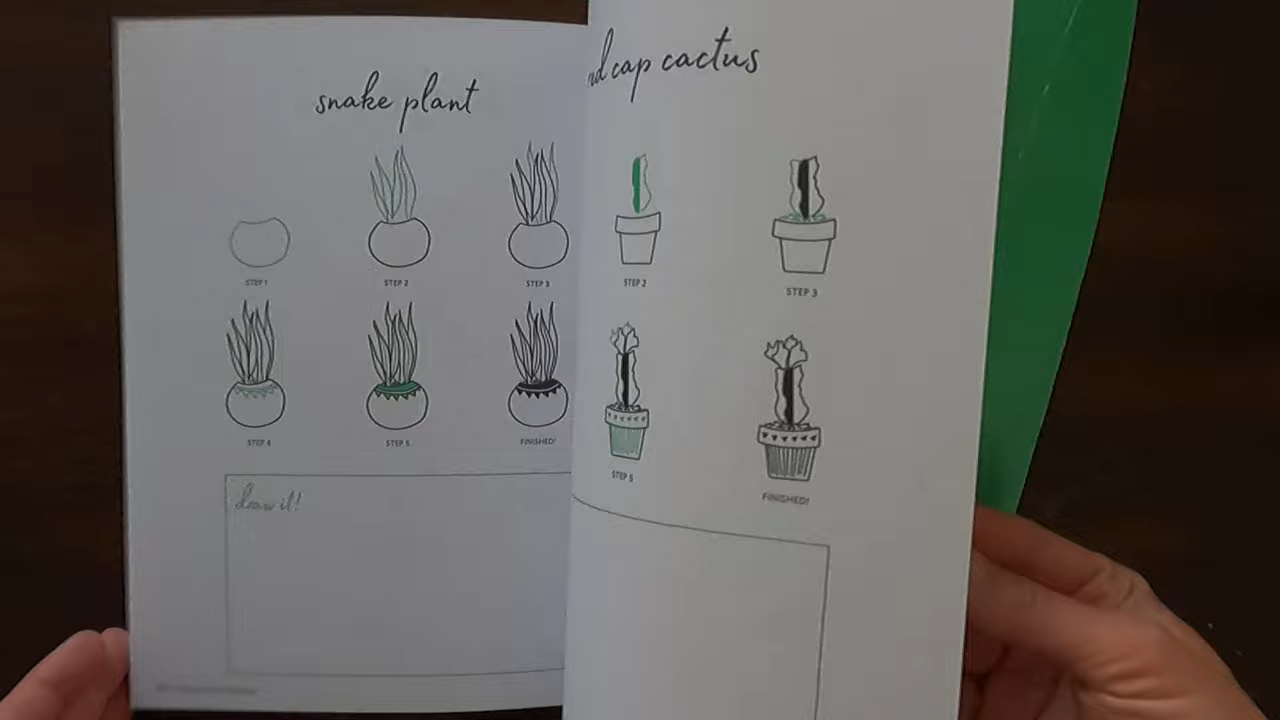 snake plant
STEP 1 STEP 2 STEP 3
STEP 4 STEP 5 FINISHED!
draw it!
cap cactus
STEP 2 STEP 3
STEP 5 FINISHED!